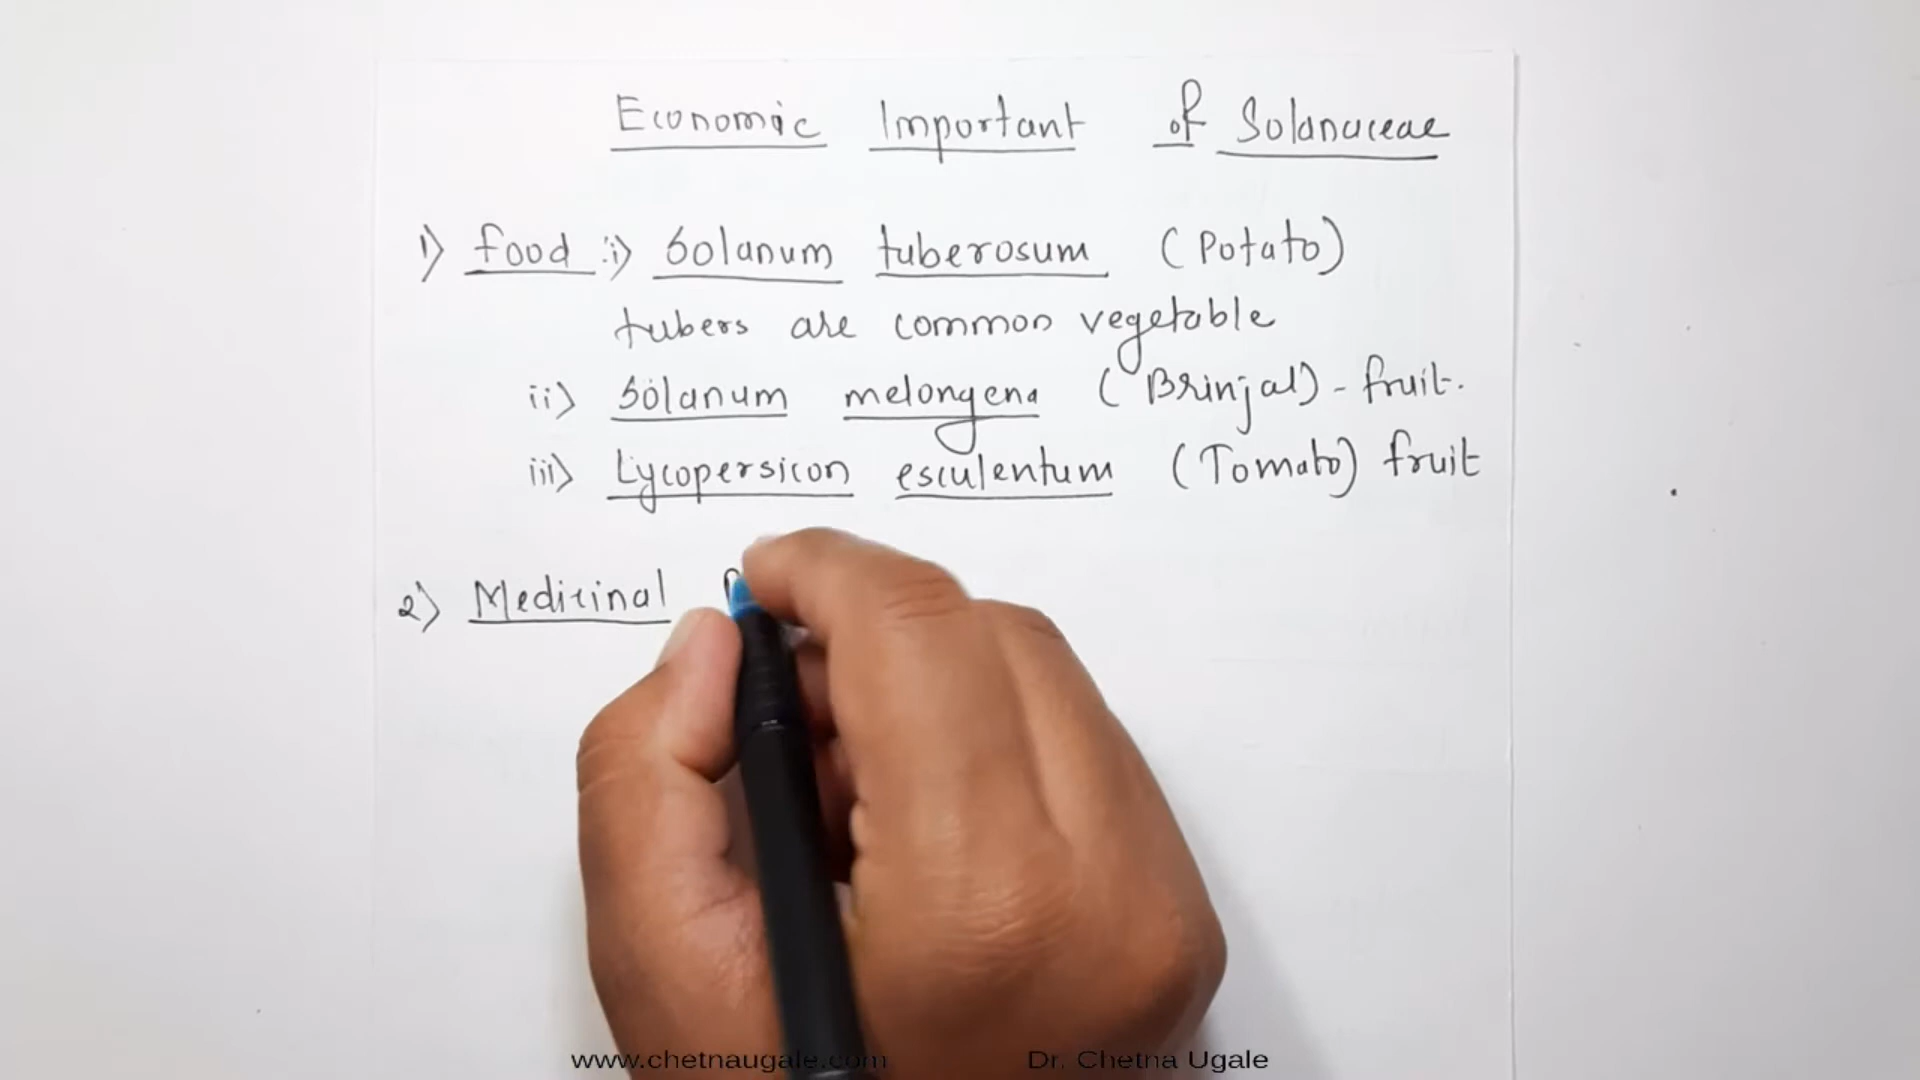 Economic Important of Solanaceae
1) food :i) Solanum tuberosum (Potato)
tubers are common vegetable
ii) Solanum melongena (Brinjal) - fruit.
iii) Lycopersicon esculentum (Tomato) fruit
2) Medicinal
www.chetnaugale.com Dr. Chetna Ugale